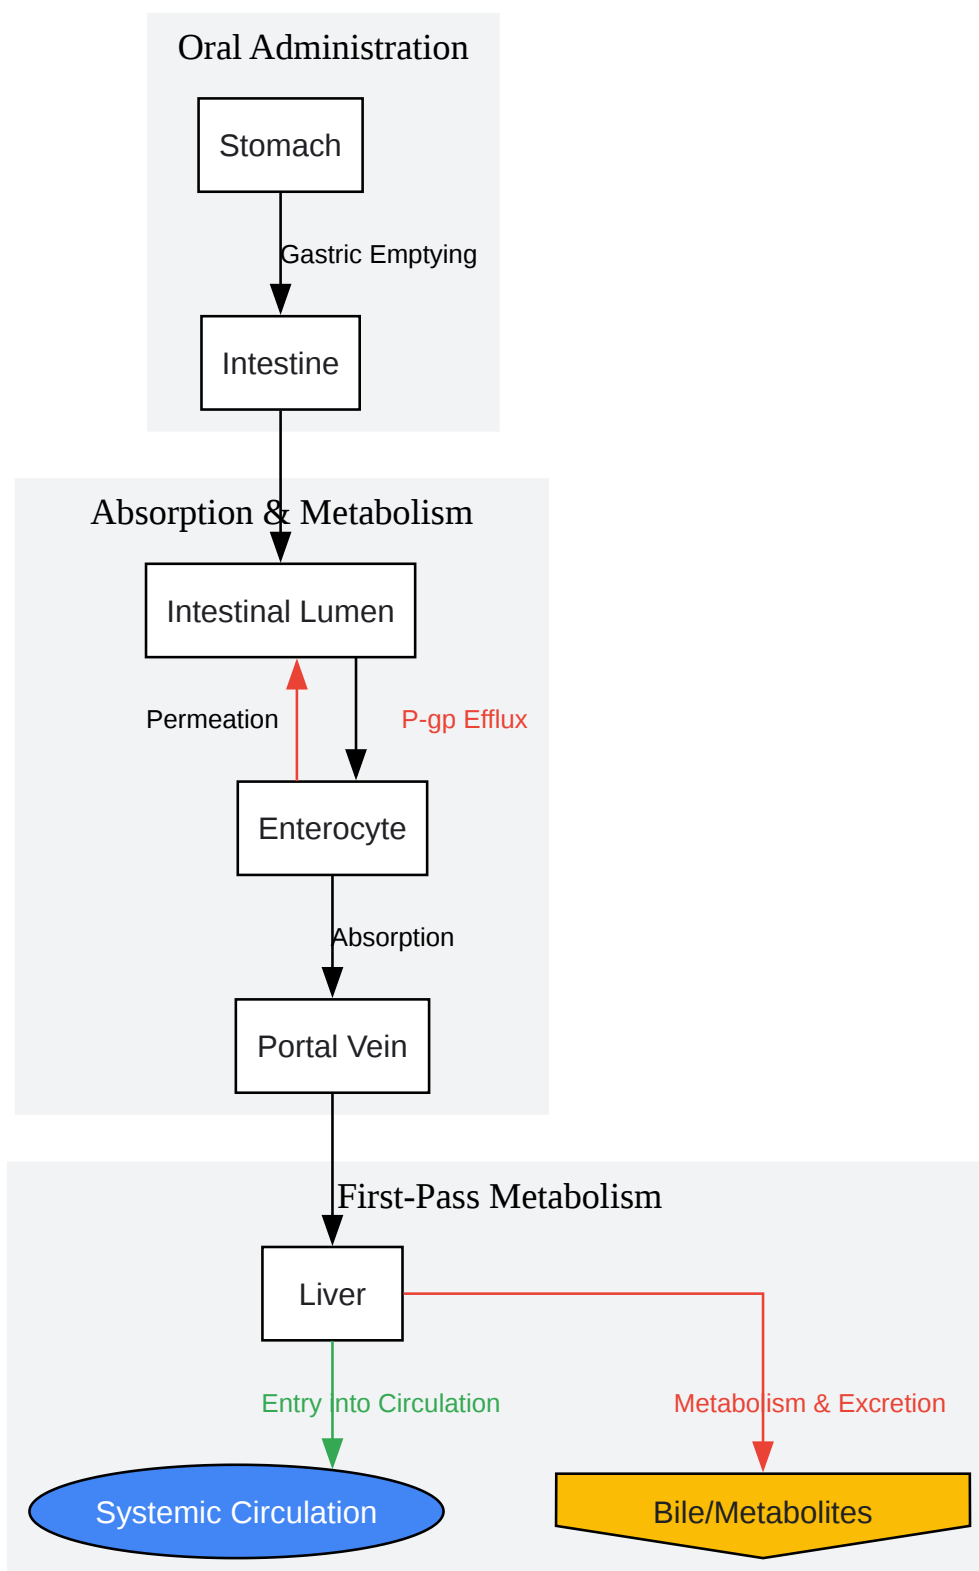 Oral Administration
Stomach
Gastric Emptying
Intestine
Absorption & Metabolism
Intestinal Lumen
Permeation
P-gp Efflux
Enterocyte
Absorption
Portal Vein
First-Pass Metabolism
Liver
Entry into Circulation
Metabolism & Excretion
Systemic Circulation
Bile/Metabolites